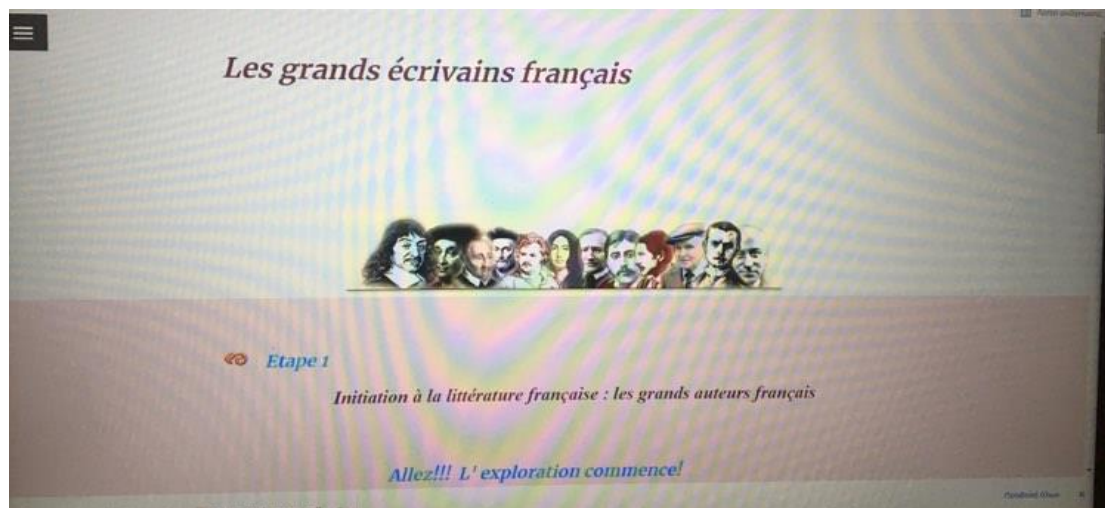 Les grands écrivains français
Etape 1
Initiation à la littérature française : les grands auteurs français
Allez!!! L' exploration commence!